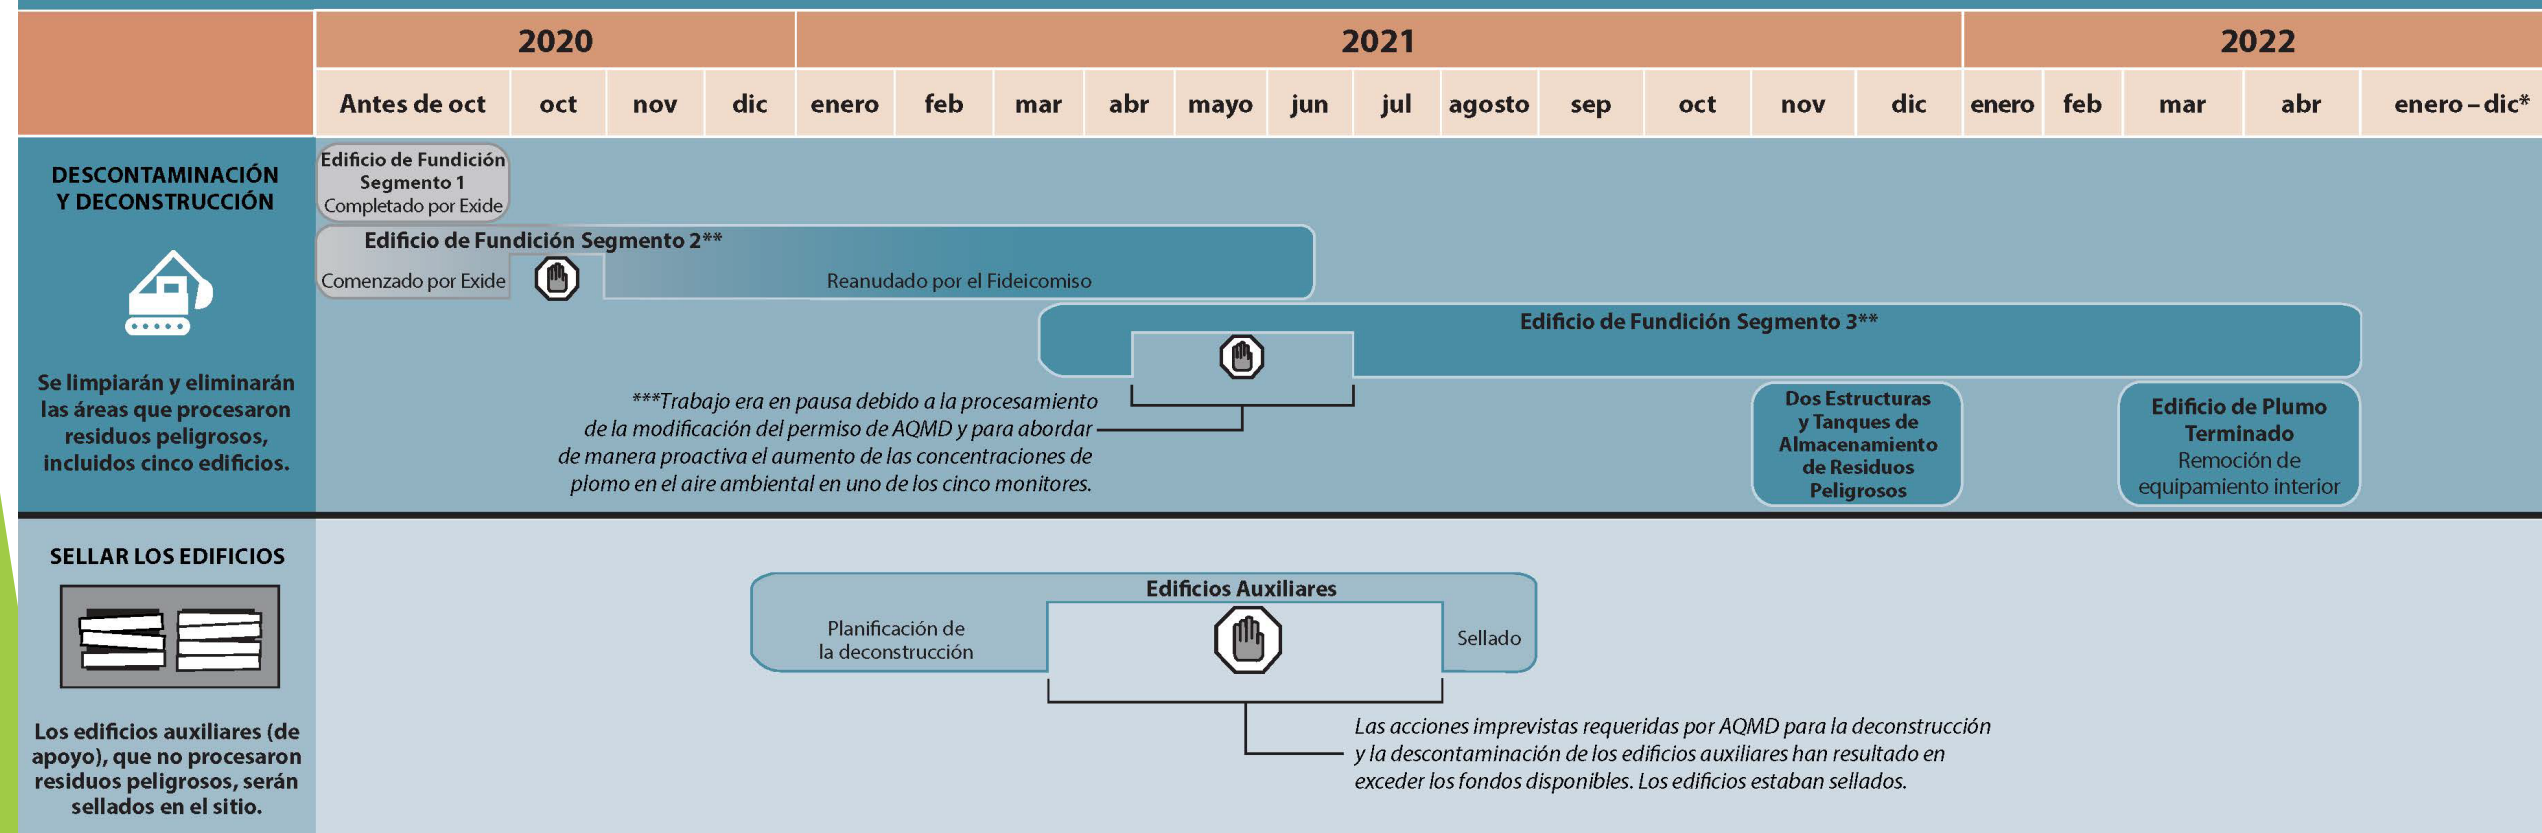 2020
2021
2022
Antes de oct
oct
nov
dic
enero
feb
mar
abr
mayo
jun
jul
agosto
sep
oct
nov
dic
enero
feb
mar
abr
enero – dic*
DESCONTAMINACIÓN
Y DECONSTRUCCIÓN
Se limpiarán y eliminarán
las áreas que procesaron
residuos peligrosos,
incluidos cinco edificios.
Edificio de Fundición
Segmento 1
Completado por Exide
Edificio de Fundición Segmento 2**
Comenzado por Exide
Reanudado por el Fideicomiso
Edificio de Fundición Segmento 3**
***Trabajo era en pausa debido a la procesamiento
de la modificación del permiso de AQMD y para abordar
de manera proactiva el aumento de las concentraciones de
plomo en el aire ambiental en uno de los cinco monitores.
Dos Estructuras
y Tanques de
Almacenamiento
de Residuos
Peligrosos
Edificio de Plumo
Terminado
Remoción de
equipamiento interior
SELLAR LOS EDIFICIOS
Los edificios auxiliares (de
apoyo), que no procesaron
residuos peligrosos, serán
sellados en el sitio.
Edificios Auxiliares
Planificación de
la deconstrucción
Sellado
Las acciones imprevistas requeridas por AQMD para la deconstrucción
y la descontaminación de los edificios auxiliares han resultado en
exceder los fondos disponibles. Los edificios estaban sellados.